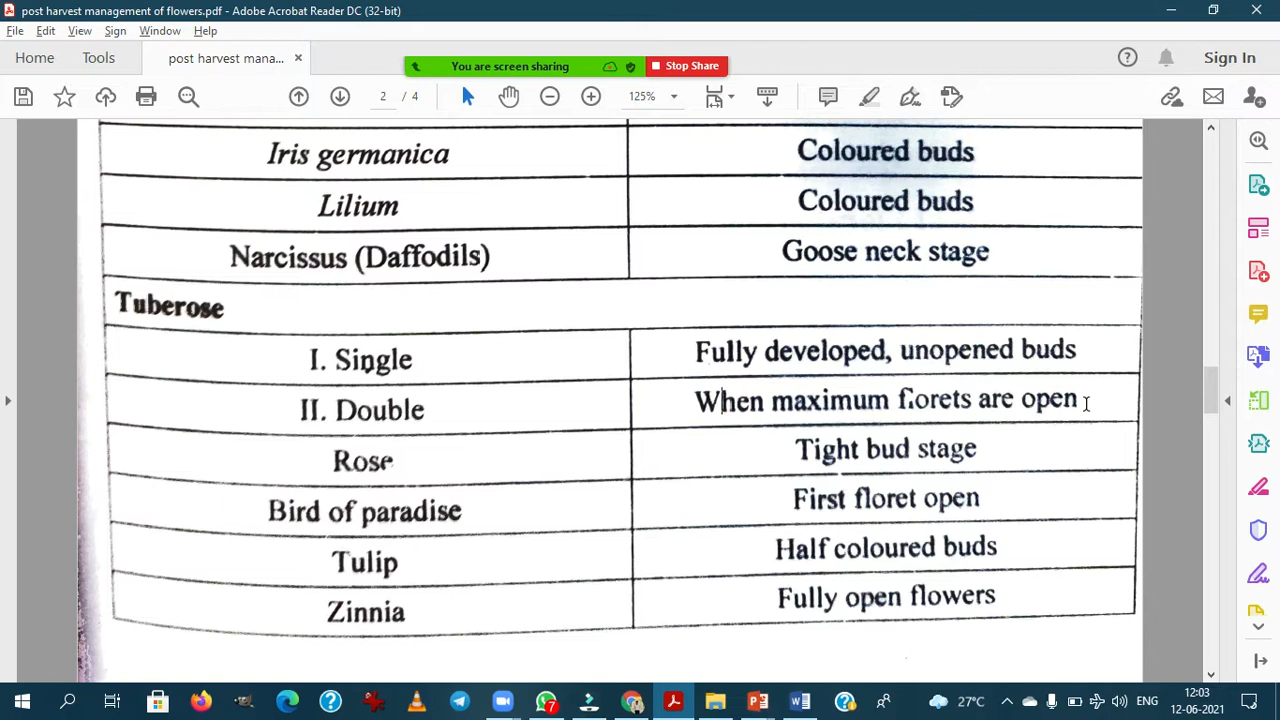 post harvest management of flowers.pdf - Adobe Acrobat Reader DC (32-bit)
File Edit View Sign Window Help
Home Tools post harvest mana... ×
You are screen sharing Stop Share
Sign In
2 / 4 125%
Iris germanica Coloured buds
Lilium Coloured buds
Narcissus (Daffodils) Goose neck stage
Tuberose
I. Single Fully developed, unopened buds
II. Double When maximum florets are open
Rose Tight bud stage
Bird of paradise First floret open
Tulip Half coloured buds
Zinnia Fully open flowers
7 27°C ENG 12:03
12-06-2021